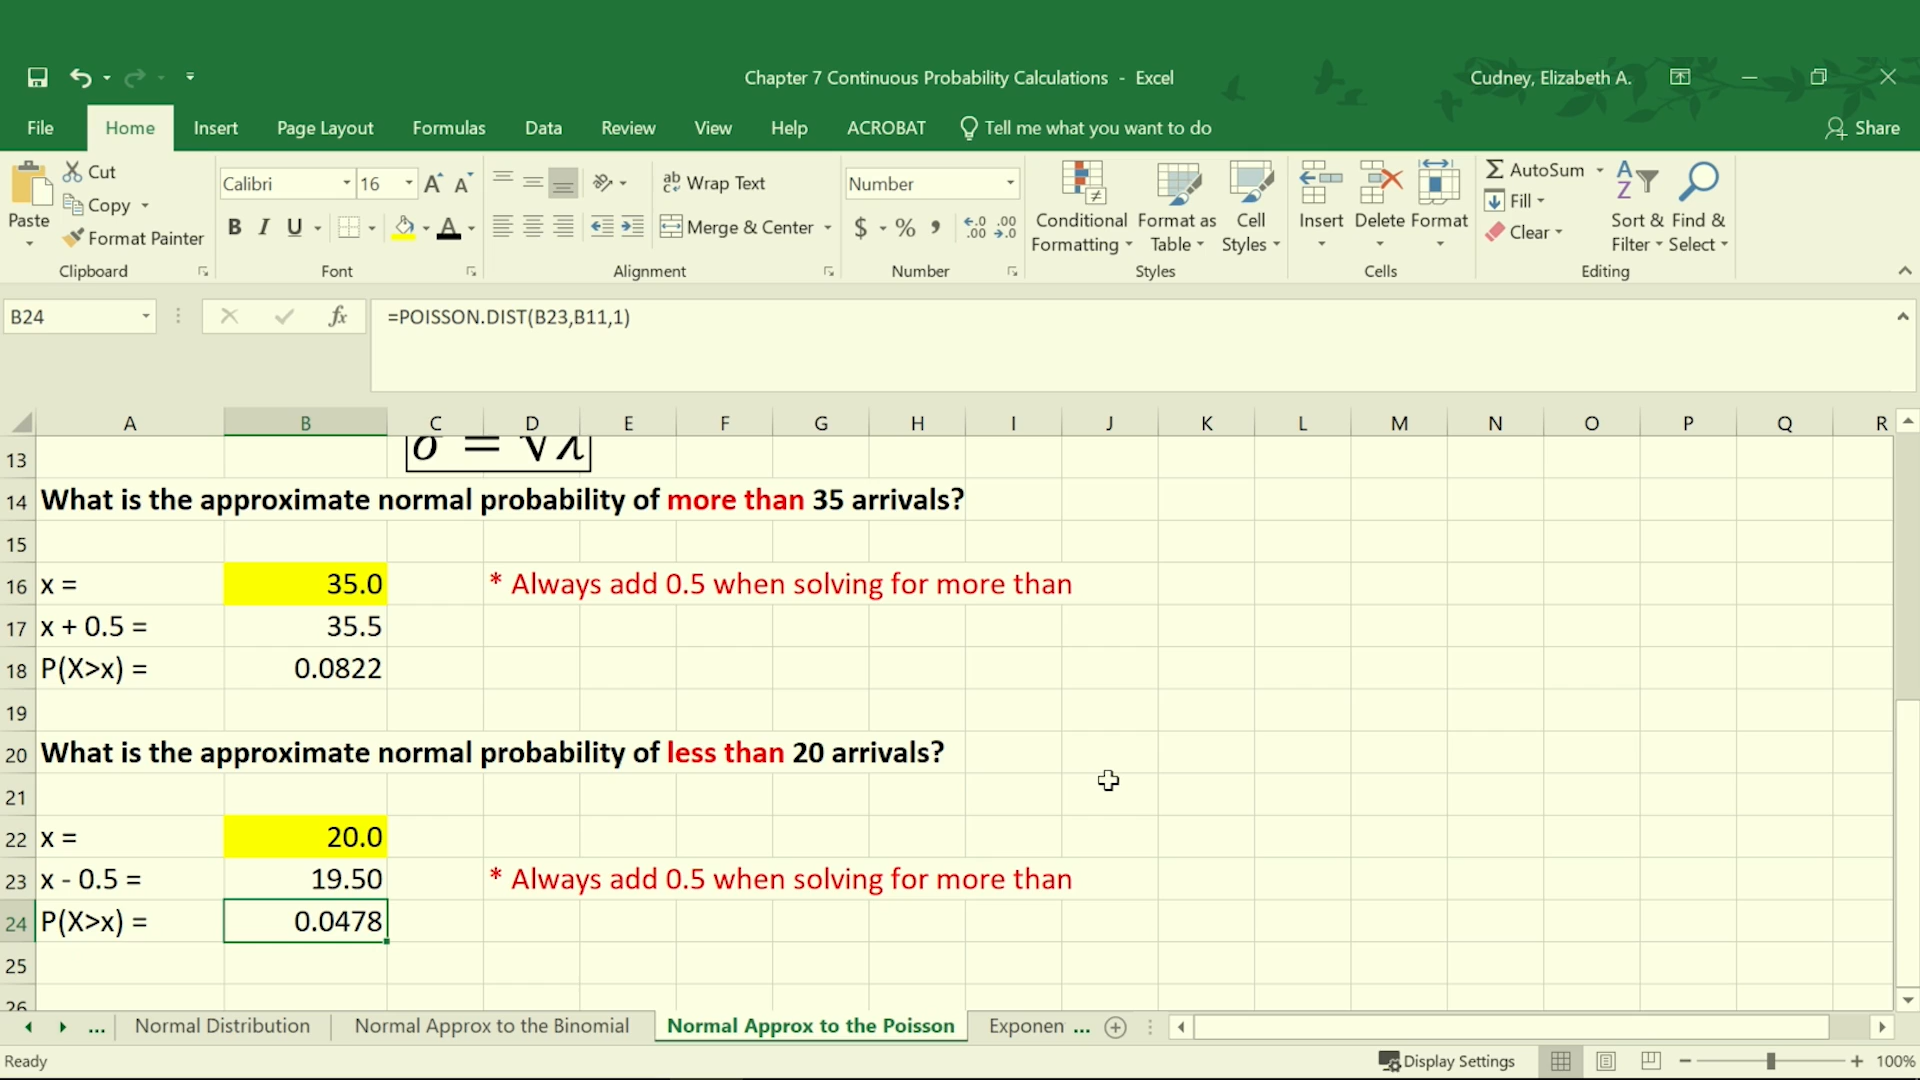 Chapter 7 Continuous Probability Calculations - Excel
Cudney, Elizabeth A.
File Home Insert Page Layout Formulas Data Review View Help ACROBAT Tell me what you want to do Share
Paste
Cut
Copy
Format Painter
Clipboard
Calibri 16
B I U
Font
Wrap Text
Merge & Center
Alignment
Number
$ % ,
Number
Conditional Formatting
Format as Table
Cell Styles
Styles
Insert Delete Format
Cells
AutoSum
Fill
Clear
Sort & Filter
Find & Select
Editing
B24 fx =POISSON.DIST(B23,B11,1)
A B C D E F G H I J K L M N O P Q R
13 σ = √λ
14 What is the approximate normal probability of more than 35 arrivals?
15
16 x = 35.0 * Always add 0.5 when solving for more than
17 x + 0.5 = 35.5
18 P(X>x) = 0.0822
19
20 What is the approximate normal probability of less than 20 arrivals?
21
22 x = 20.0
23 x - 0.5 = 19.50 * Always add 0.5 when solving for more than
24 P(X>x) = 0.0478
25
26
... Normal Distribution Normal Approx to the Binomial Normal Approx to the Poisson Exponen ...
Ready Display Settings 100%